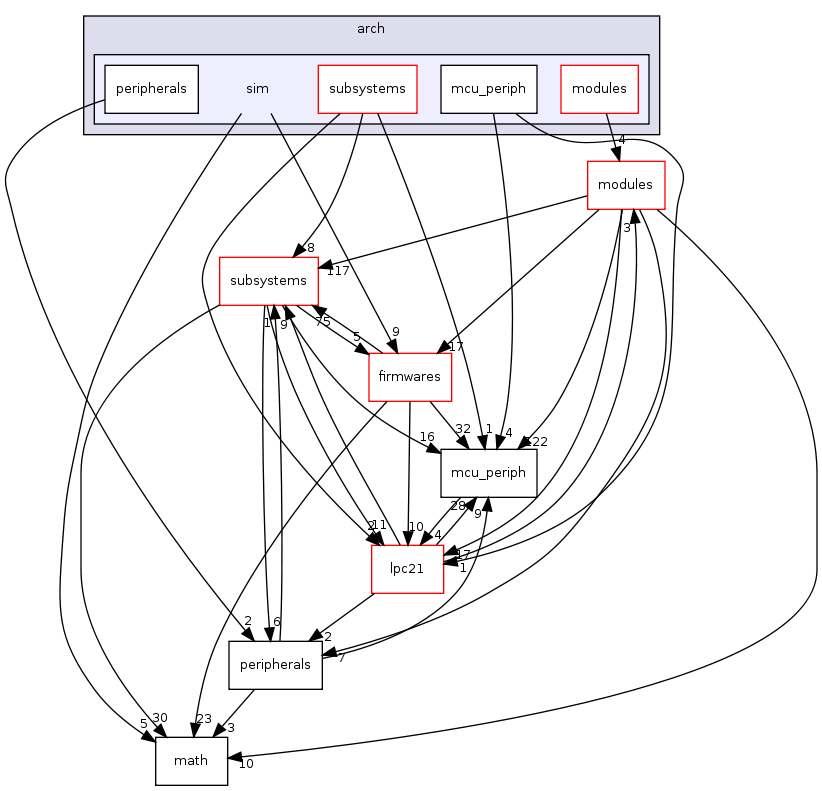 arch
peripherals
sim
subsystems
mcu_periph
modules
4
modules
3
8
117
subsystems
1
9
75
5
9
17
firmwares
16
32
1
4
122
mcu_periph
28
9
2
11
10
4
17
1
lpc21
2
6
2
7
peripherals
5
30
23
3
10
math